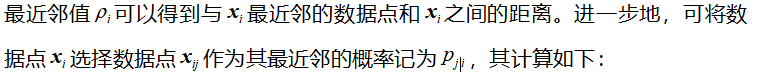 最近邻值 ρᵢ 可以得到与 xᵢ 最近邻的数据点和 xᵢ 之间的距离。进一步地，可将数
据点 xᵢ 选择数据点 xᵢⱼ 作为其最近邻的概率记为 pⱼ|ᵢ，其计算如下：